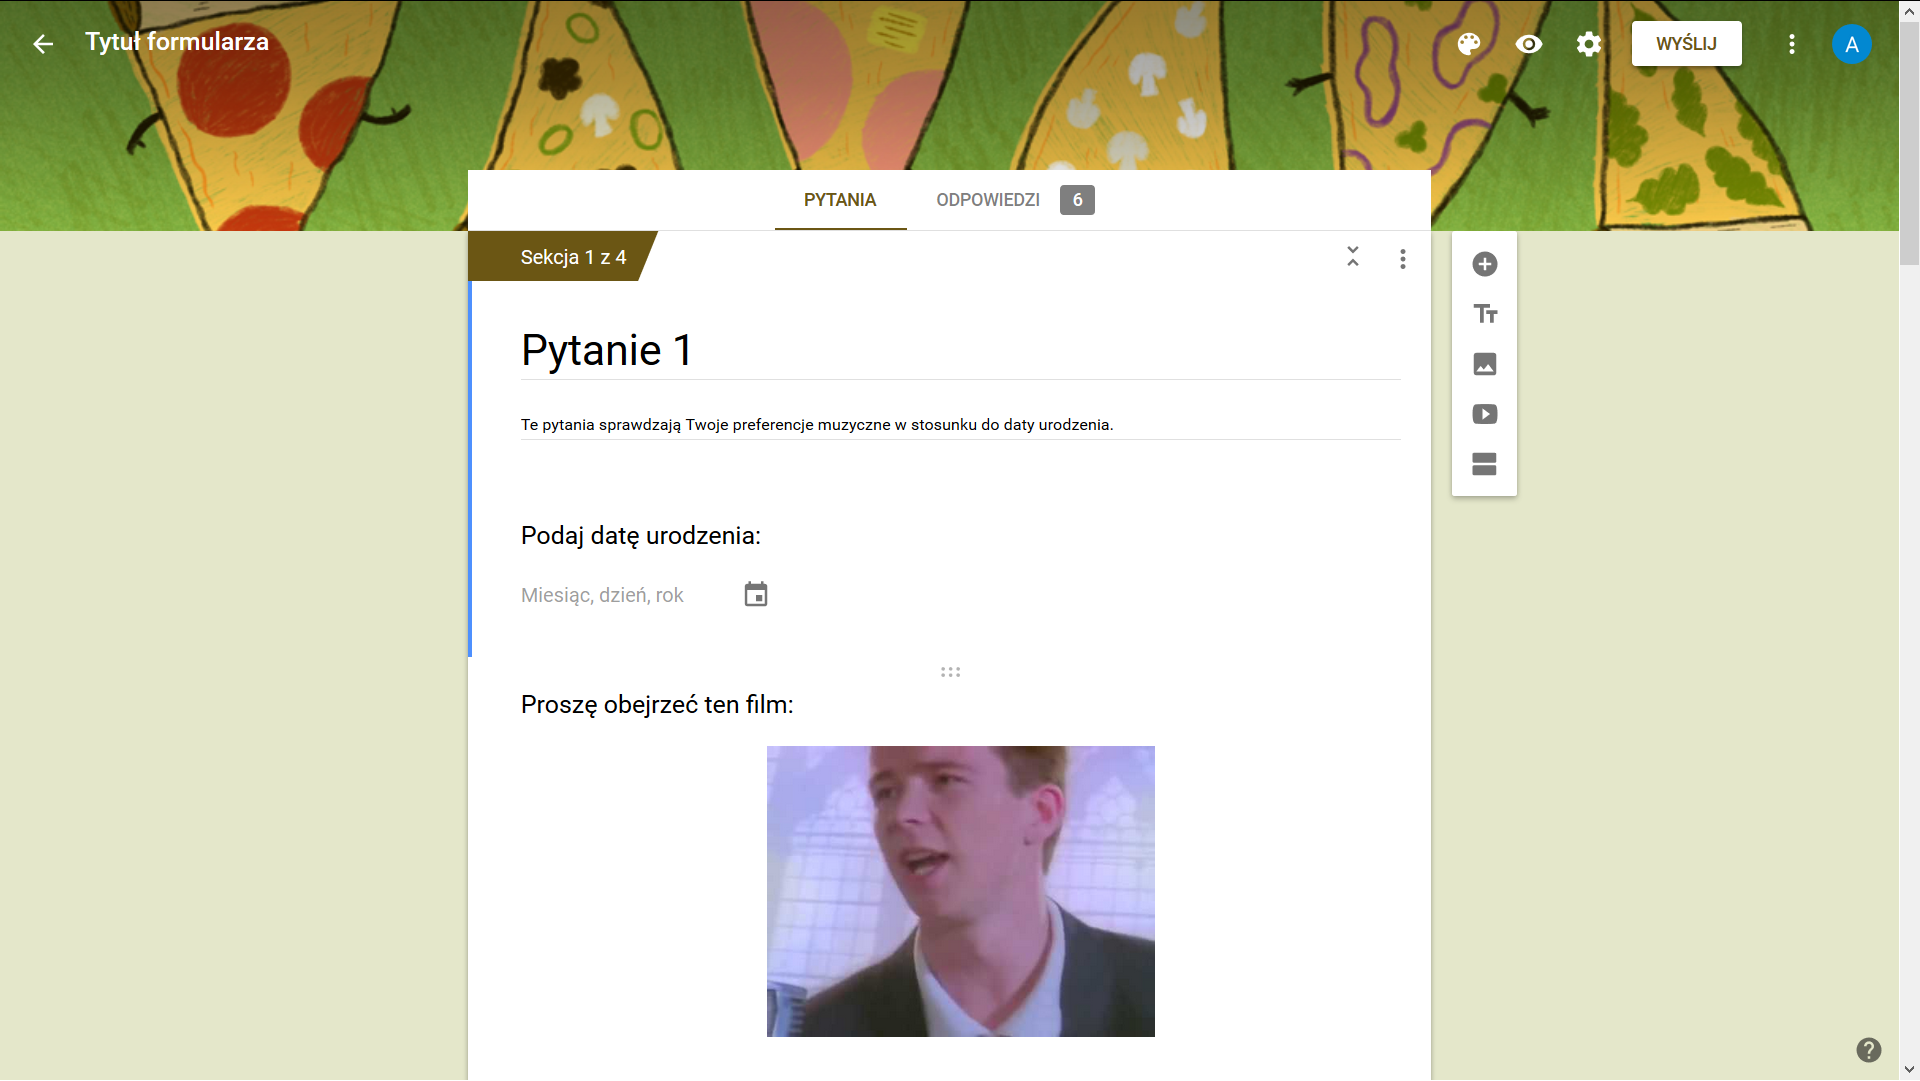 Tytuł formularza
WYŚLIJ
A
PYTANIA
ODPOWIEDZI 6
Sekcja 1 z 4
Pytanie 1
Te pytania sprawdzają Twoje preferencje muzyczne w stosunku do daty urodzenia.
Podaj datę urodzenia:
Miesiąc, dzień, rok
Proszę obejrzeć ten film: